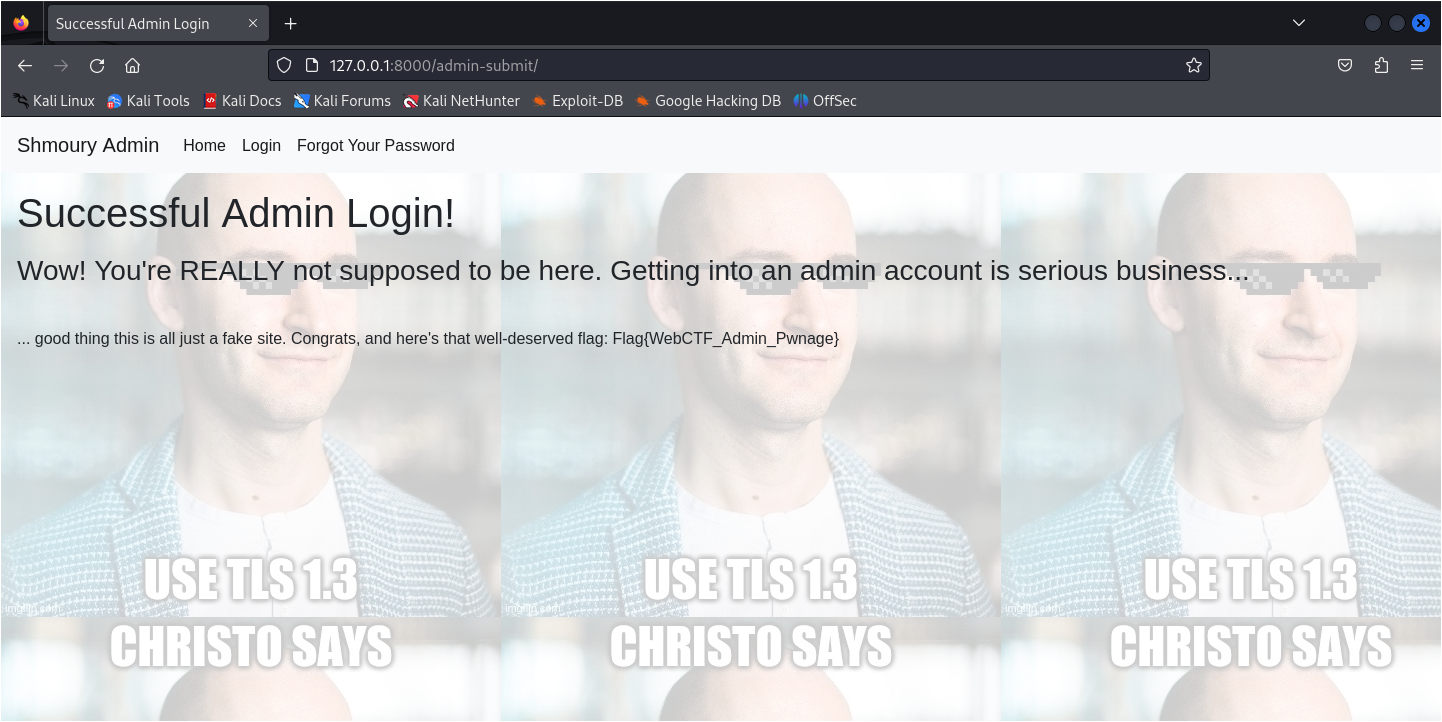 Successful Admin Login
127.0.0.1:8000/admin-submit/
Kali Linux Kali Tools Kali Docs Kali Forums Kali NetHunter Exploit-DB Google Hacking DB OffSec
Shmoury Admin Home Login Forgot Your Password
Successful Admin Login!
Wow! You're REALLY not supposed to be here. Getting into an admin account is serious business...
... good thing this is all just a fake site. Congrats, and here's that well-deserved flag: Flag{WebCTF_Admin_Pwnage}
USE TLS 1.3 USE TLS 1.3 USE TLS 1.3
imgflip.com imgflip.com imgflip.com
CHRISTO SAYS CHRISTO SAYS CHRISTO SAYS